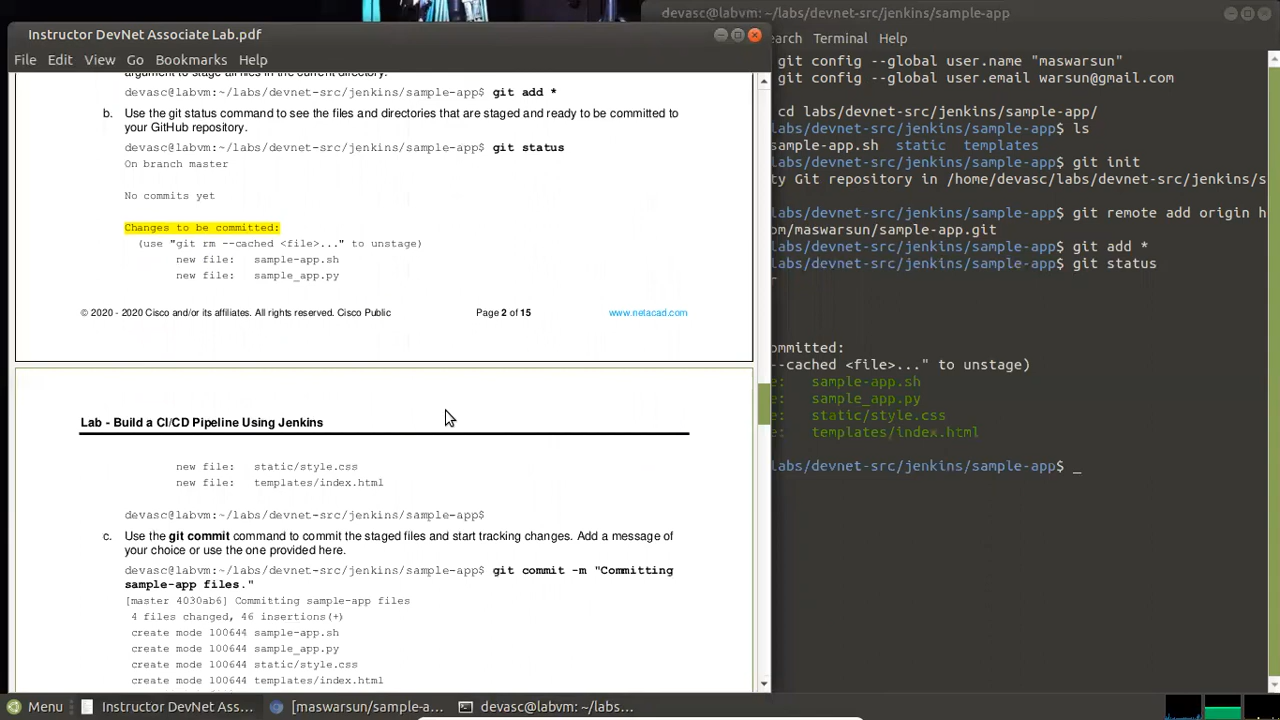 devasc@labvm:~/labs/devnet-src/jenkins/sample-app
Instructor DevNet Associate Lab.pdf
File Edit View Go Bookmarks Help
argument to stage all files in the current directory.
devasc@labvm:~/labs/devnet-src/jenkins/sample-app$ git add *
b. Use the git status command to see the files and directories that are staged and ready to be committed to
your GitHub repository.
devasc@labvm:~/labs/devnet-src/jenkins/sample-app$ git status
On branch master
No commits yet
Changes to be committed:
(use "git rm --cached <file>..." to unstage)
new file: sample-app.sh
new file: sample_app.py
© 2020 - 2020 Cisco and/or its affiliates. All rights reserved. Cisco Public Page 2 of 15 www.netacad.com
Lab - Build a CI/CD Pipeline Using Jenkins
new file: static/style.css
new file: templates/index.html
devasc@labvm:~/labs/devnet-src/jenkins/sample-app$
c. Use the git commit command to commit the staged files and start tracking changes. Add a message of
your choice or use the one provided here.
devasc@labvm:~/labs/devnet-src/jenkins/sample-app$ git commit -m "Committing
sample-app files."
[master 4030ab6] Committing sample-app files
4 files changed, 46 insertions(+)
create mode 100644 sample-app.sh
create mode 100644 sample_app.py
create mode 100644 static/style.css
create mode 100644 templates/index.html
earch Terminal Help
git config --global user.name "maswarsun"
git config --global user.email warsun@gmail.com
cd labs/devnet-src/jenkins/sample-app/
labs/devnet-src/jenkins/sample-app$ ls
sample-app.sh static templates
labs/devnet-src/jenkins/sample-app$ git init
ty Git repository in /home/devasc/labs/devnet-src/jenkins/s
labs/devnet-src/jenkins/sample-app$ git remote add origin h
om/maswarsun/sample-app.git
labs/devnet-src/jenkins/sample-app$ git add *
labs/devnet-src/jenkins/sample-app$ git status
r
ommitted:
--cached <file>..." to unstage)
e: sample-app.sh
e: sample_app.py
e: static/style.css
e: templates/index.html
labs/devnet-src/jenkins/sample-app$ _
Menu Instructor DevNet Ass... [maswarsun/sample-a... devasc@labvm: ~/labs...